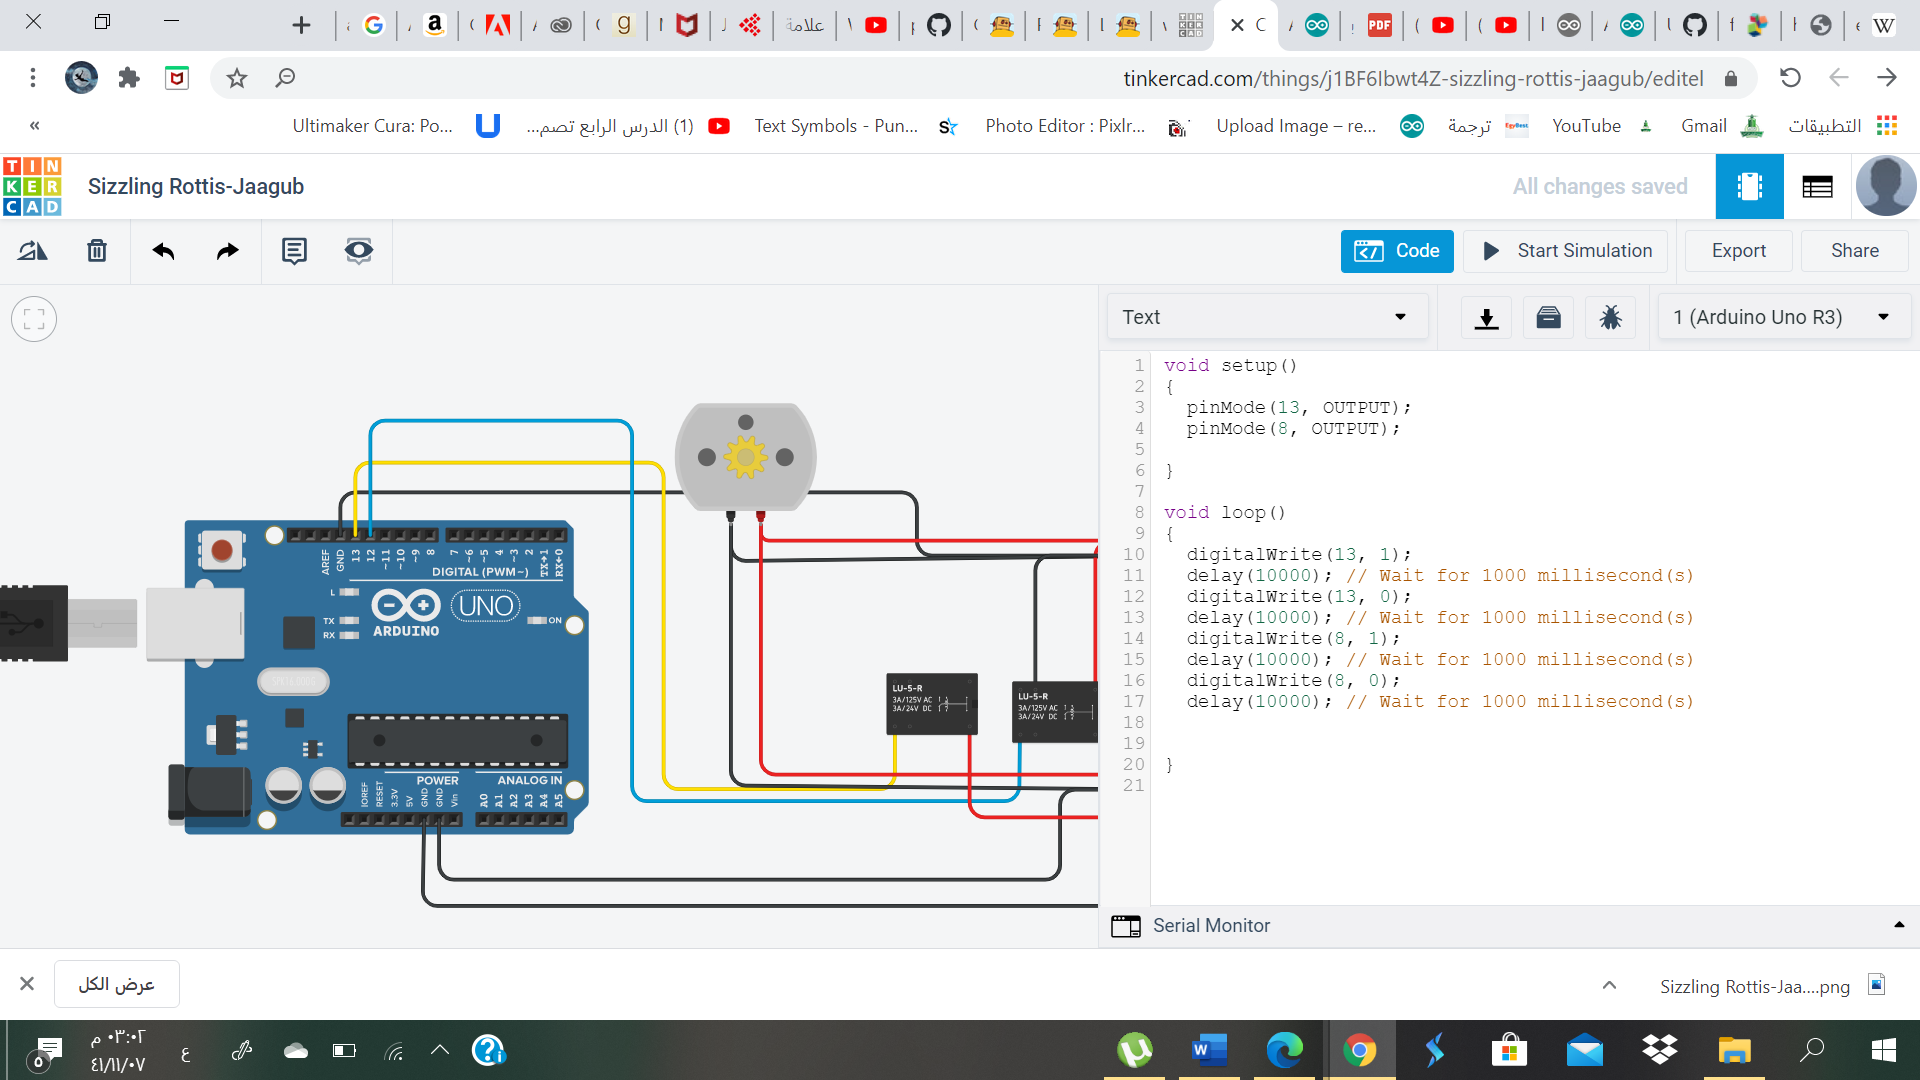 علامة
tinkercad.com/things/j1BF6Ibwt4Z-sizzling-rottis-jaagub/editel
«
Ultimaker Cura: Po...
(1) الدرس الرابع تصم...
Text Symbols - Pun...
Photo Editor : Pixlr...
Upload Image – re...
ترجمة
YouTube
Gmail
التطبيقات
TINKERCAD
Sizzling Rottis-Jaagub
All changes saved
Code
Start Simulation
Export
Share
Text
1 (Arduino Uno R3)
1 void setup()
2 {
3 pinMode(13, OUTPUT);
4 pinMode(8, OUTPUT);
5
6 }
7
8 void loop()
9 {
10 digitalWrite(13, 1);
11 delay(10000); // Wait for 1000 millisecond(s)
12 digitalWrite(13, 0);
13 delay(10000); // Wait for 1000 millisecond(s)
14 digitalWrite(8, 1);
15 delay(10000); // Wait for 1000 millisecond(s)
16 digitalWrite(8, 0);
17 delay(10000); // Wait for 1000 millisecond(s)
18
19
20 }
21
AREF
GND
13
12
~11
~10
~9
8
7
~6
~5
4
~3
2
TX→1
RX←0
DIGITAL (PWM~)
L
TX
RX
ARDUINO
UNO
ON
LU-5-R
3A/125V AC
3A/24V DC
LU-5-R
3A/125V AC
3A/24V DC
POWER
ANALOG IN
IOREF
RESET
3.3V
5V
GND
GND
Vin
A0
A1
A2
A3
A4
A5
Serial Monitor
عرض الكل
Sizzling Rottis-Jaa....png
٠٣:٠٢ م
٤١/١١/٠٧
ع
٥